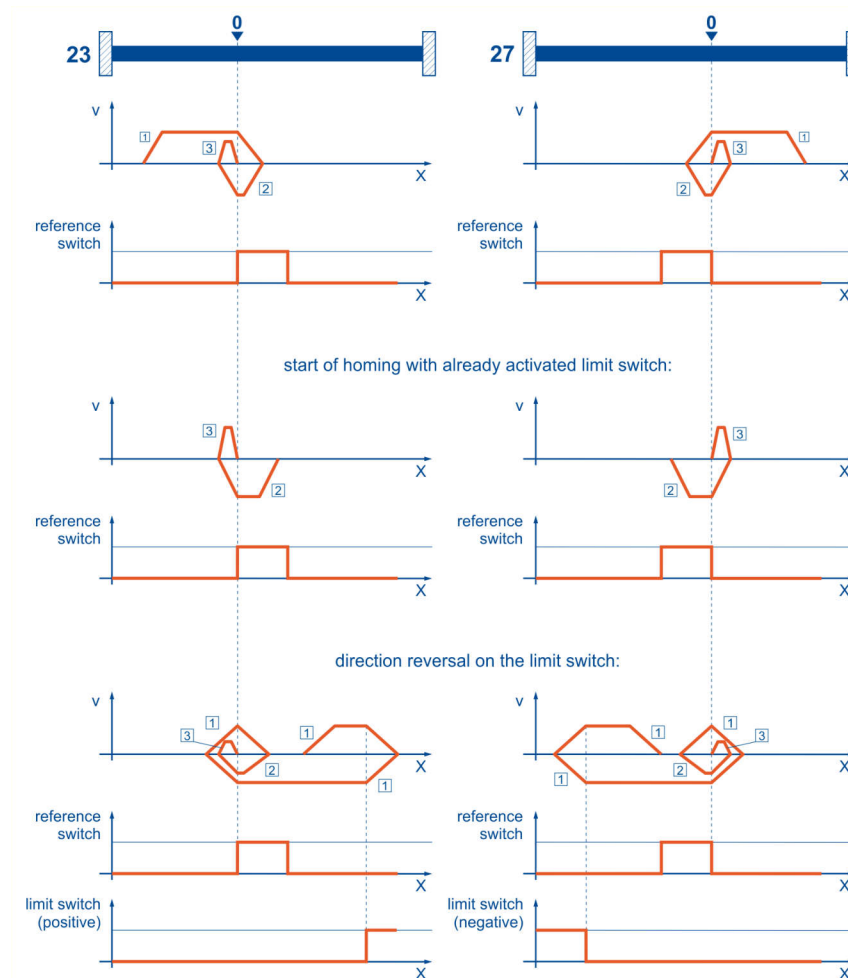 0
0
23
27
v
1
3
2
X
v
3
2
1
X
reference
switch
X
reference
switch
X
start of homing with already activated limit switch:
v
3
2
X
v
3
2
X
reference
switch
X
reference
switch
X
direction reversal on the limit switch:
v
1
3
2
1
1
X
v
1
1
2
1
3
X
reference
switch
X
reference
switch
X
limit switch
(positive)
X
limit switch
(negative)
X